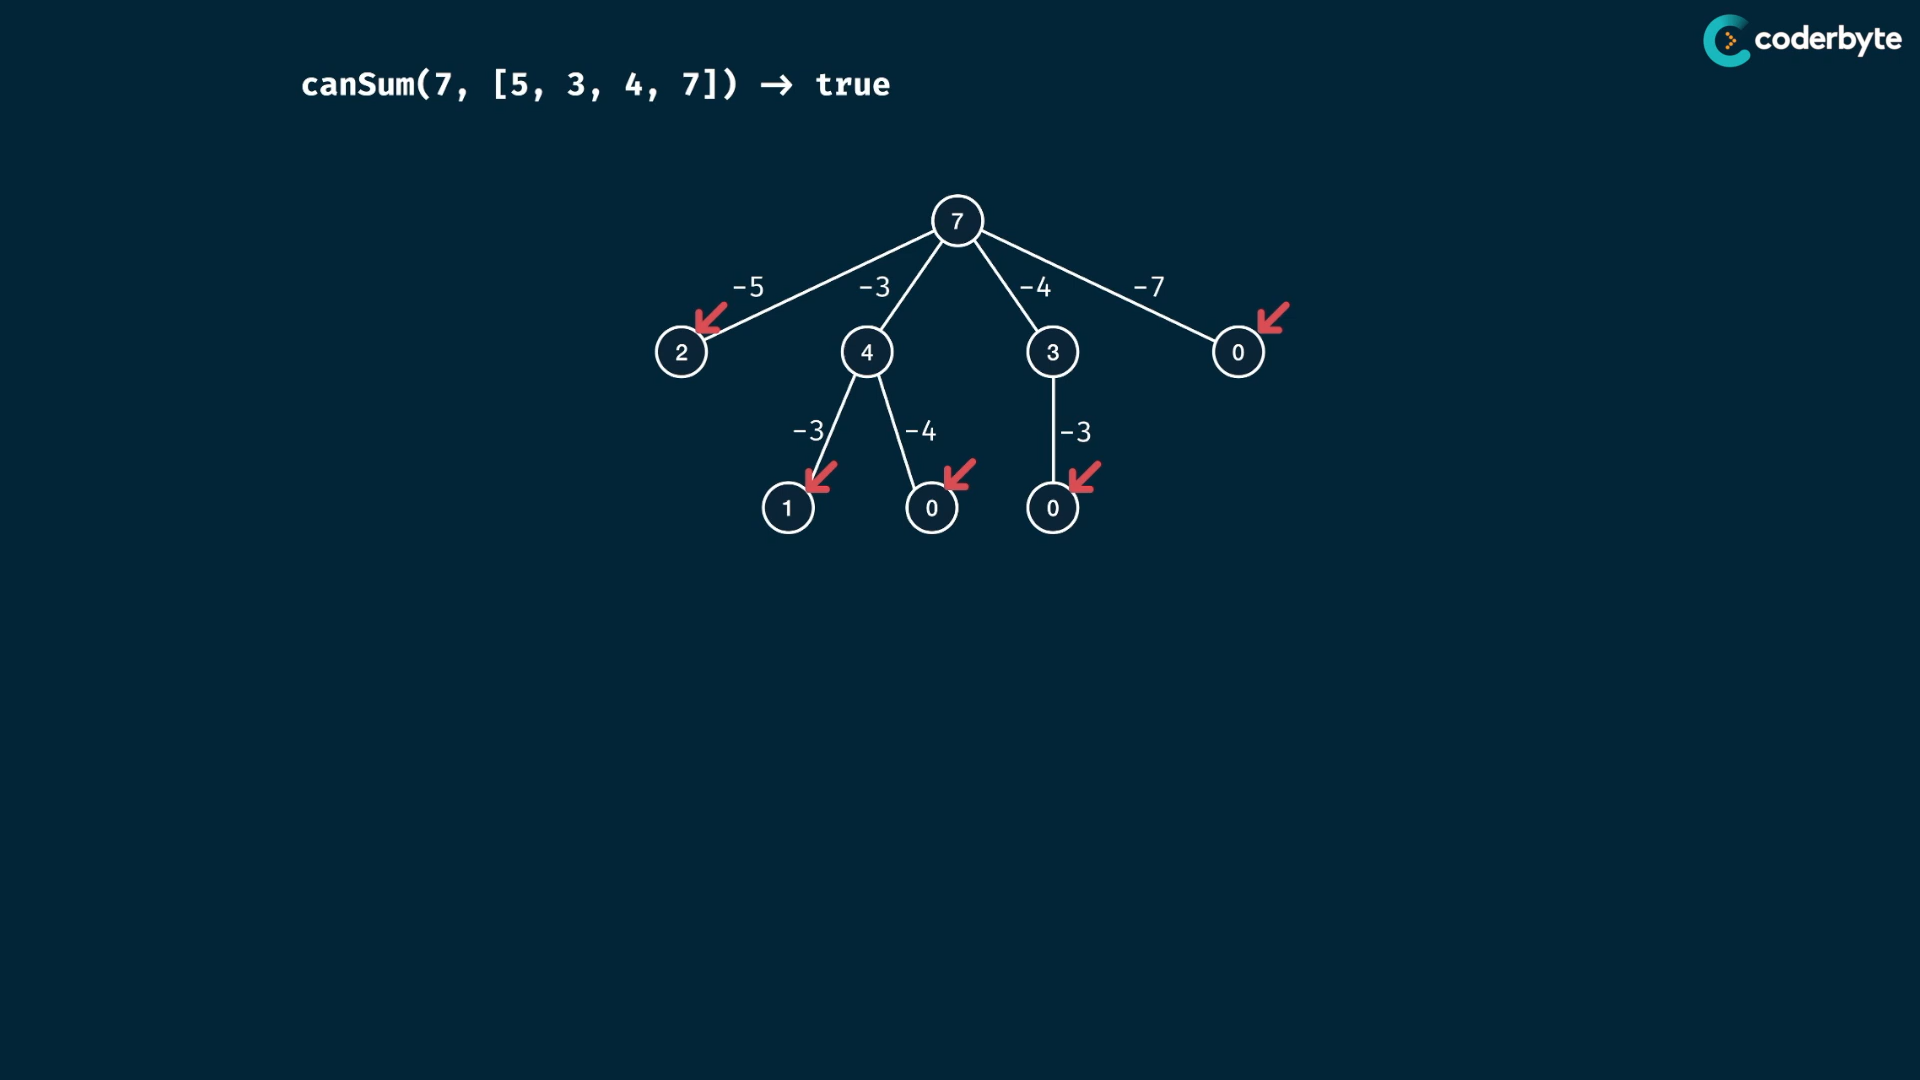 coderbyte
canSum(7, [5, 3, 4, 7]) → true
7
-5 -3 -4 -7
2 4 3 0
-3 -4 -3
1 0 0